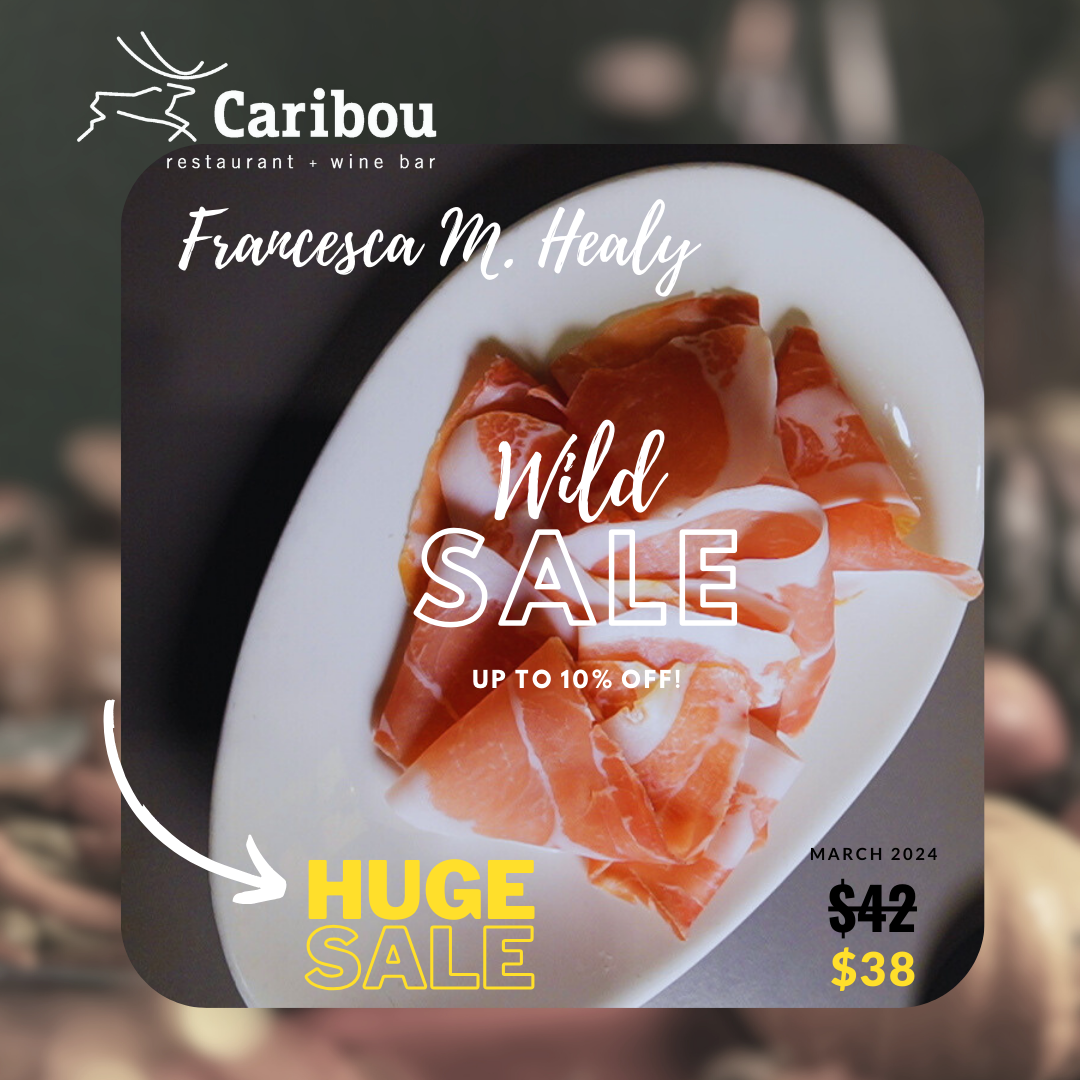 Caribou
restaurant + wine bar
Francesca M. Healy
Wild
SALE
UP TO 10% OFF!
HUGE
SALE
MARCH 2024
$42
$38